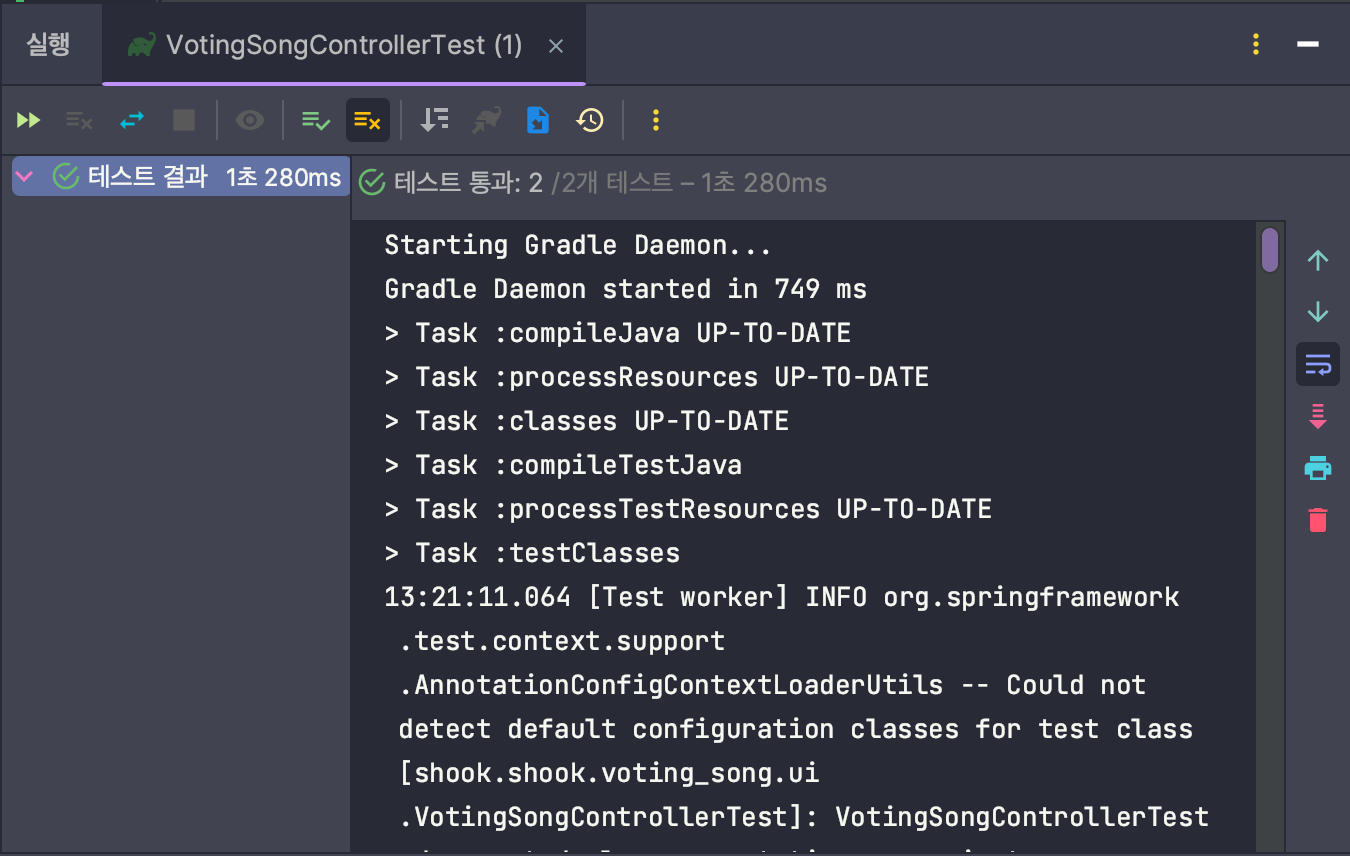 실행
VotingSongControllerTest (1)
테스트 결과 1초 280ms
테스트 통과: 2 /2개 테스트 – 1초 280ms
Starting Gradle Daemon...
Gradle Daemon started in 749 ms
> Task :compileJava UP-TO-DATE
> Task :processResources UP-TO-DATE
> Task :classes UP-TO-DATE
> Task :compileTestJava
> Task :processTestResources UP-TO-DATE
> Task :testClasses
13:21:11.064 [Test worker] INFO org.springframework
.test.context.support
.AnnotationConfigContextLoaderUtils -- Could not
detect default configuration classes for test class
[shook.shook.voting_song.ui
.VotingSongControllerTest]: VotingSongControllerTest